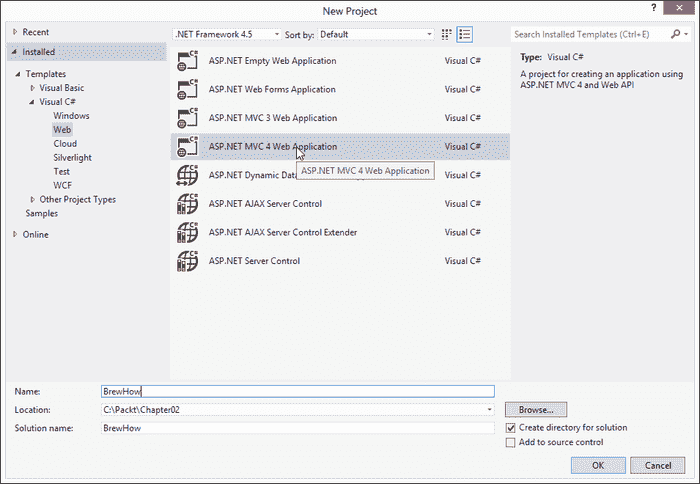 New Project
? ×
Recent
Installed
Templates
Visual Basic
Visual C#
Windows
Web
Cloud
Silverlight
Test
WCF
Other Project Types
Samples
Online
.NET Framework 4.5 Sort by: Default
Search Installed Templates (Ctrl+E)
ASP.NET Empty Web Application Visual C#
ASP.NET Web Forms Application Visual C#
ASP.NET MVC 3 Web Application Visual C#
ASP.NET MVC 4 Web Application Visual C#
ASP.NET MVC 4 Web Application
ASP.NET Dynamic Data Visual C#
ASP.NET AJAX Server Control Visual C#
ASP.NET AJAX Server Control Extender Visual C#
ASP.NET Server Control Visual C#
Type: Visual C#
A project for creating an application using
ASP.NET MVC 4 and Web API
Name: BrewHow
Location: C:\Packt\Chapter02
Solution name: BrewHow
Browse...
Create directory for solution
Add to source control
OK Cancel